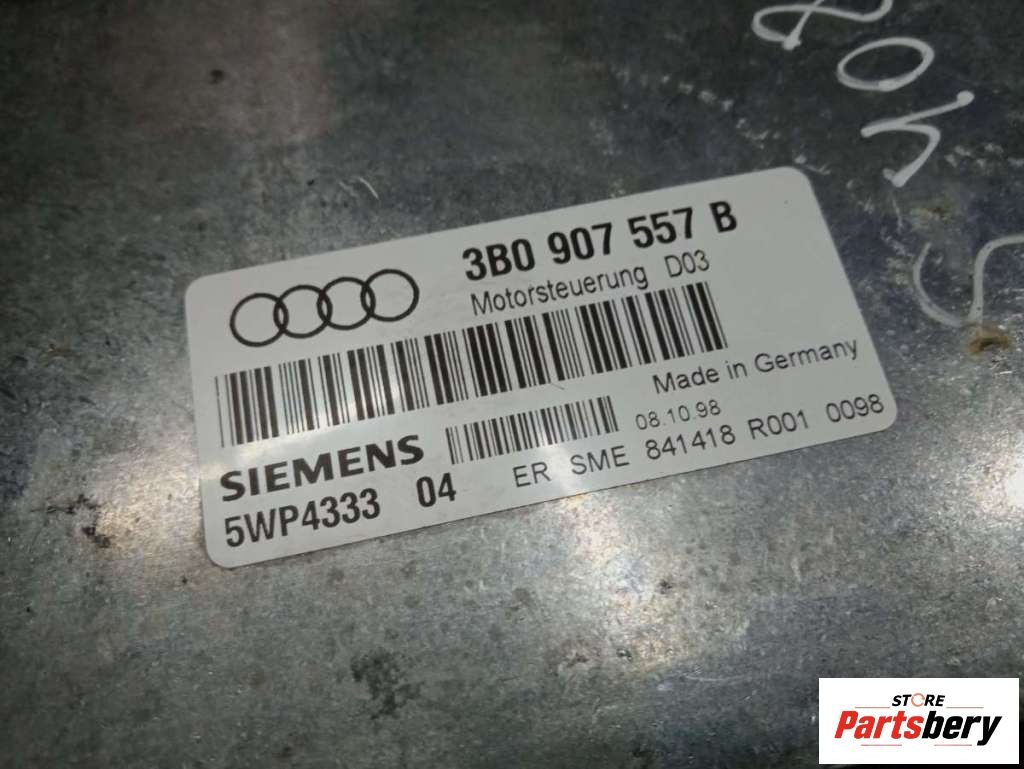 3B0 907 557 B
Motorsteuerung D03
Made in Germany
08.10.98
SIEMENS
5WP4333 04
ER SME 841418 R001 0098
STORE
Partsbery